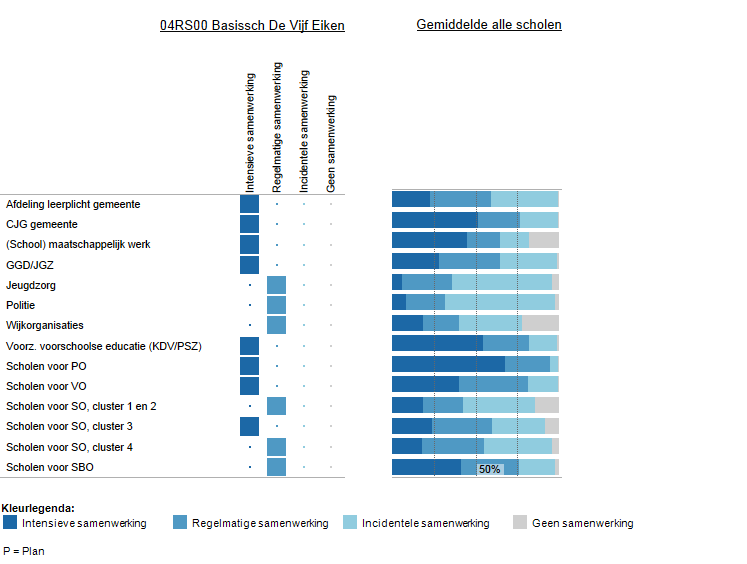 04RS00 Basissch De Vijf Eiken
Gemiddelde alle scholen
Intensieve samenwerking
Regelmatige samenwerking
Incidentele samenwerking
Geen samenwerking
Afdeling leerplicht gemeente
CJG gemeente
(School) maatschappelijk werk
GGD/JGZ
Jeugdzorg
Politie
Wijkorganisaties
Voorz. voorschoolse educatie (KDV/PSZ)
Scholen voor PO
Scholen voor VO
Scholen voor SO, cluster 1 en 2
Scholen voor SO, cluster 3
Scholen voor SO, cluster 4
Scholen voor SBO
50%
Kleurlegenda:
Intensieve samenwerking
Regelmatige samenwerking
Incidentele samenwerking
Geen samenwerking
P = Plan